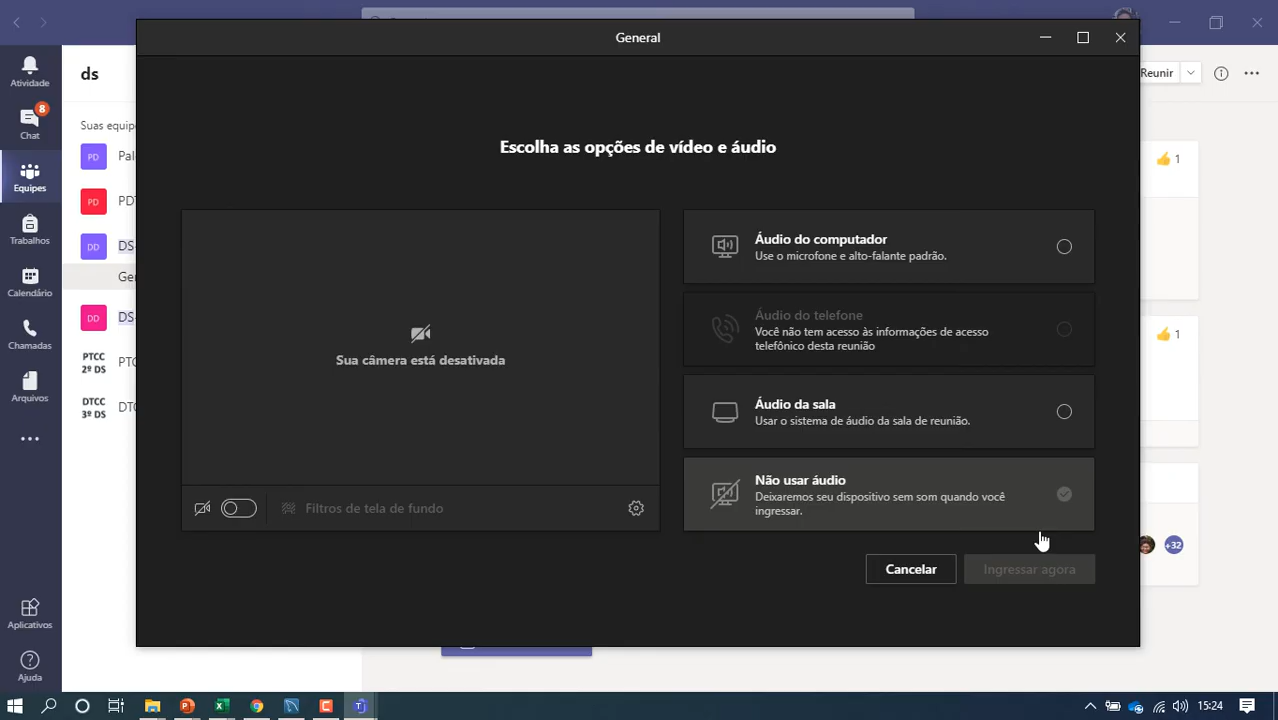 General
ds
Reunir
Atividade
8
Chat
Equipes
Trabalhos
Calendário
Chamadas
Arquivos
Aplicativos
Ajuda
Suas equip
PD
Pal
PD
PD
DD
DS
Ge
DD
DS
PTCC
2º DS
PTC
DTCC
3º DS
DTC
Escolha as opções de vídeo e áudio
Sua câmera está desativada
Filtros de tela de fundo
Áudio do computador
Use o microfone e alto-falante padrão.
Áudio do telefone
Você não tem acesso às informações de acesso
telefônico desta reunião
Áudio da sala
Usar o sistema de áudio da sala de reunião.
Não usar áudio
Deixaremos seu dispositivo sem som quando você
ingressar.
Cancelar
Ingressar agora
1
1
+32
15:24